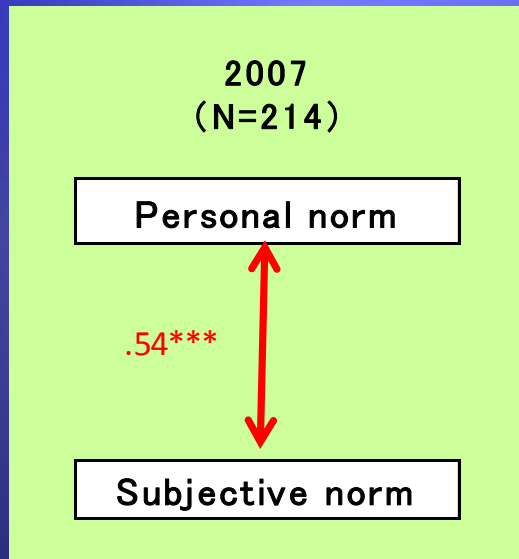 2007
(N=214)
Personal norm
.54***
Subjective norm